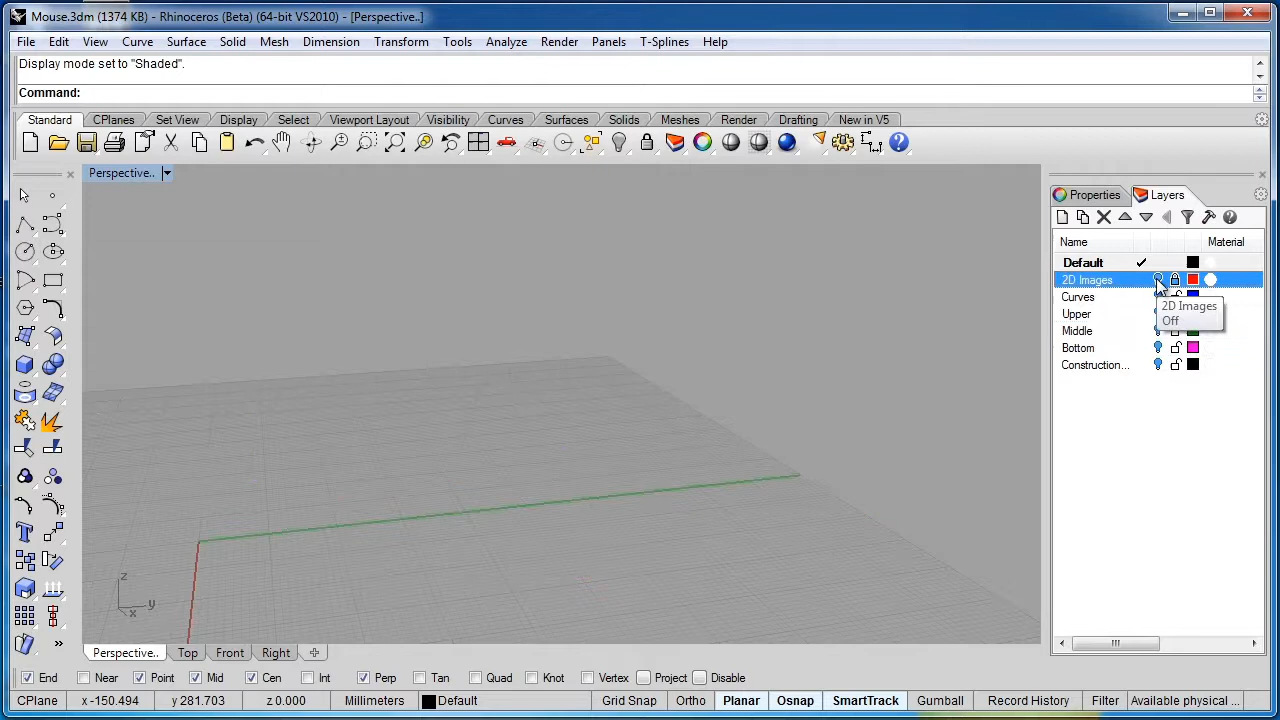 Mouse.3dm (1374 KB) - Rhinoceros (Beta) (64-bit VS2010) - [Perspective..]
File Edit View Curve Surface Solid Mesh Dimension Transform Tools Analyze Render Panels T-Splines Help
Display mode set to "Shaded".
Command:
Standard CPlanes Set View Display Select Viewport Layout Visibility Curves Surfaces Solids Meshes Render Drafting New in V5
Perspective..
Properties Layers
Name Material
Default
2D Images
Curves
Upper
Middle
Bottom
Construction...
2D Images
Off
z
y
x
Perspective.. Top Front Right
End Near Point Mid Cen Int Perp Tan Quad Knot Vertex Project Disable
CPlane x -150.494 y 281.703 z 0.000 Millimeters Default Grid Snap Ortho Planar Osnap SmartTrack Gumball Record History Filter Available physical ...